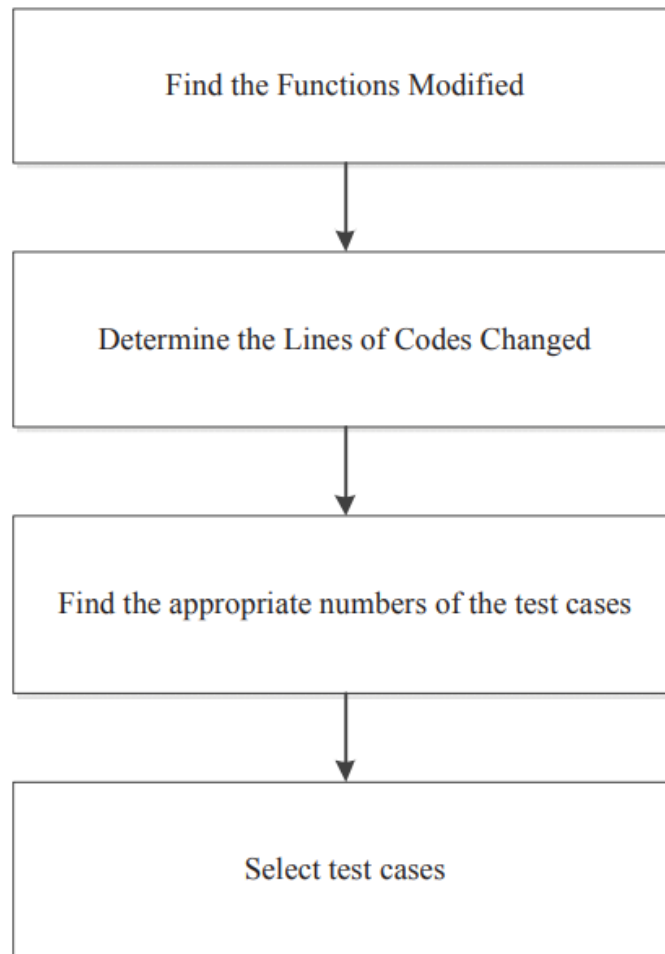 Find the Functions Modified
Determine the Lines of Codes Changed
Find the appropriate numbers of the test cases
Select test cases